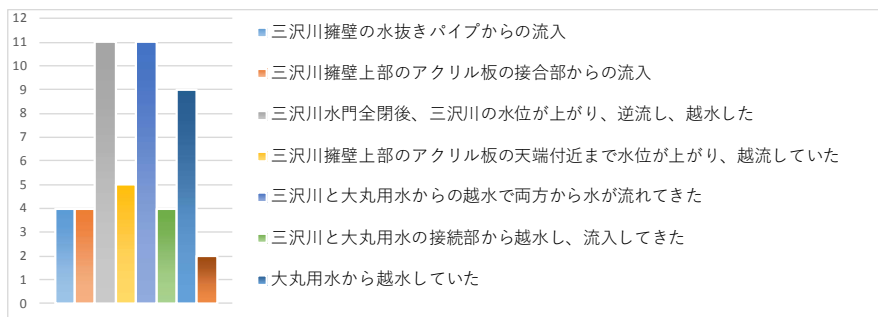 12
11
10
9
8
7
6
5
4
3
2
1
0
三沢川擁壁の水抜きパイプからの流入
三沢川擁壁上部のアクリル板の接合部からの流入
三沢川水門全閉後、三沢川の水位が上がり、逆流し、越水した
三沢川擁壁上部のアクリル板の天端付近まで水位が上がり、越流していた
三沢川と大丸用水からの越水で両方から水が流れてきた
三沢川と大丸用水の接続部から越水し、流入してきた
大丸用水から越水していた